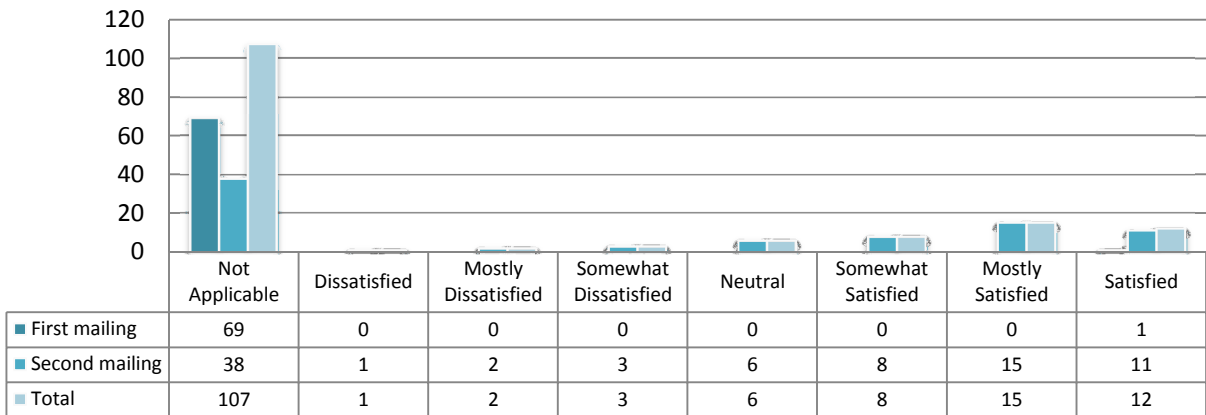 120
100
80
60
40
20
0
Not Applicable Dissatisfied Mostly Dissatisfied Somewhat Dissatisfied Neutral Somewhat Satisfied Mostly Satisfied Satisfied
First mailing 69 0 0 0 0 0 0 1
Second mailing 38 1 2 3 6 8 15 11
Total 107 1 2 3 6 8 15 12